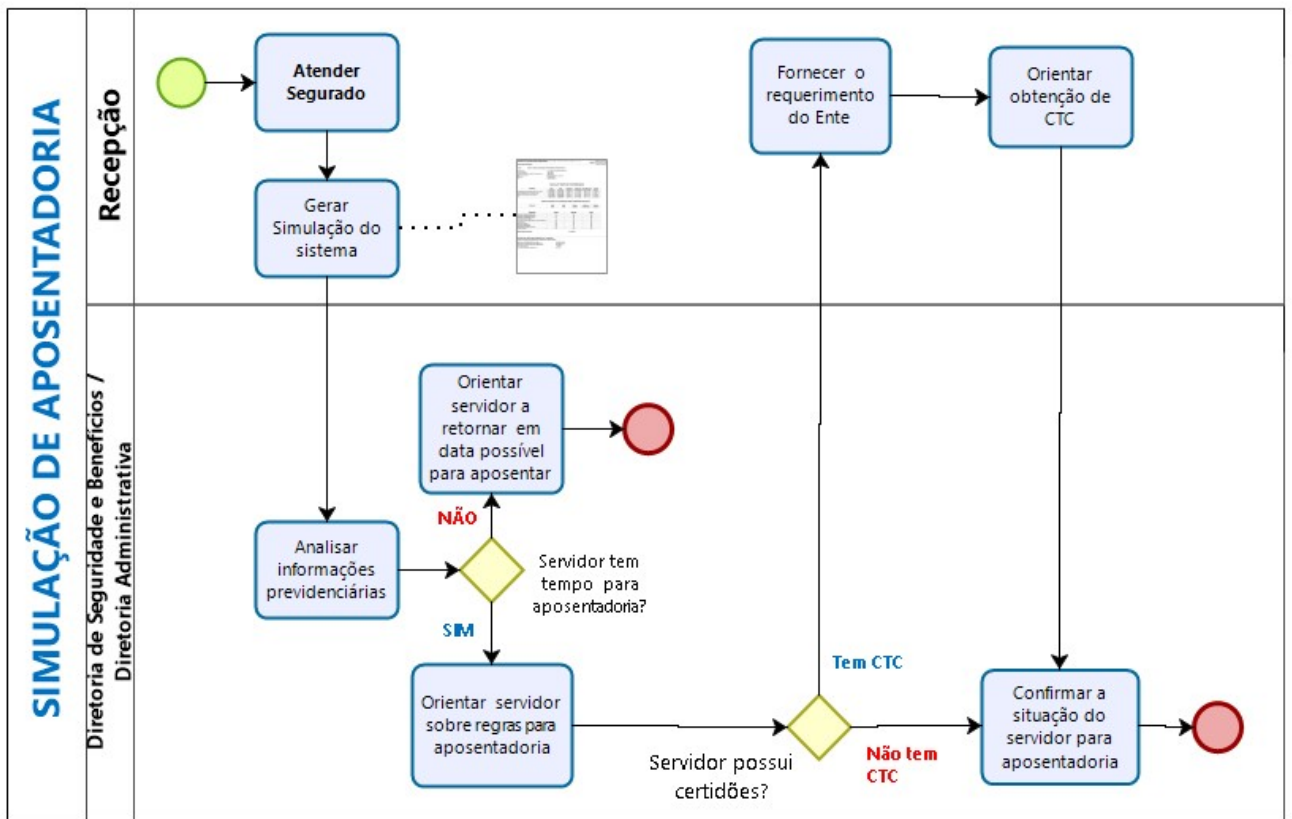 SIMULAÇÃO DE APOSENTADORIA
Recepção
Atender
Segurado
Gerar
Simulação do
sistema
Fornecer o
requerimento
do Ente
Orientar
obtenção de
CTC
Diretoria de Seguridade e Benefícios /
Diretoria Administrativa
Orientar
servidor a
retornar em
data possível
para aposentar
NÃO
Analisar
informações
previdenciárias
Servidor tem
tempo para
aposentadoria?
SIM
Orientar servidor
sobre regras para
aposentadoria
Servidor possui
certidões?
Tem CTC
Não tem
CTC
Confirmar a
situação do
servidor para
aposentadoria